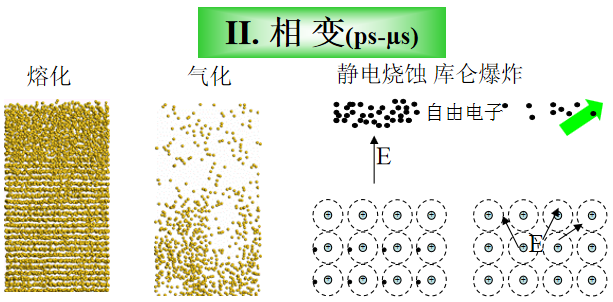 II. 相 变(ps-μs)
熔化
气化
静电烧蚀 库仑爆炸
自由电子
E
E